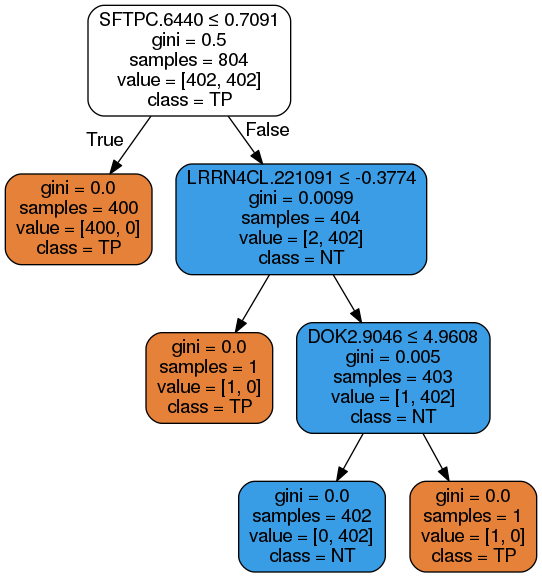 SFTPC.6440 ≤ 0.7091
gini = 0.5
samples = 804
value = [402, 402]
class = TP
True
False
gini = 0.0
samples = 400
value = [400, 0]
class = TP
LRRN4CL.221091 ≤ -0.3774
gini = 0.0099
samples = 404
value = [2, 402]
class = NT
gini = 0.0
samples = 1
value = [1, 0]
class = TP
DOK2.9046 ≤ 4.9608
gini = 0.005
samples = 403
value = [1, 402]
class = NT
gini = 0.0
samples = 402
value = [0, 402]
class = NT
gini = 0.0
samples = 1
value = [1, 0]
class = TP